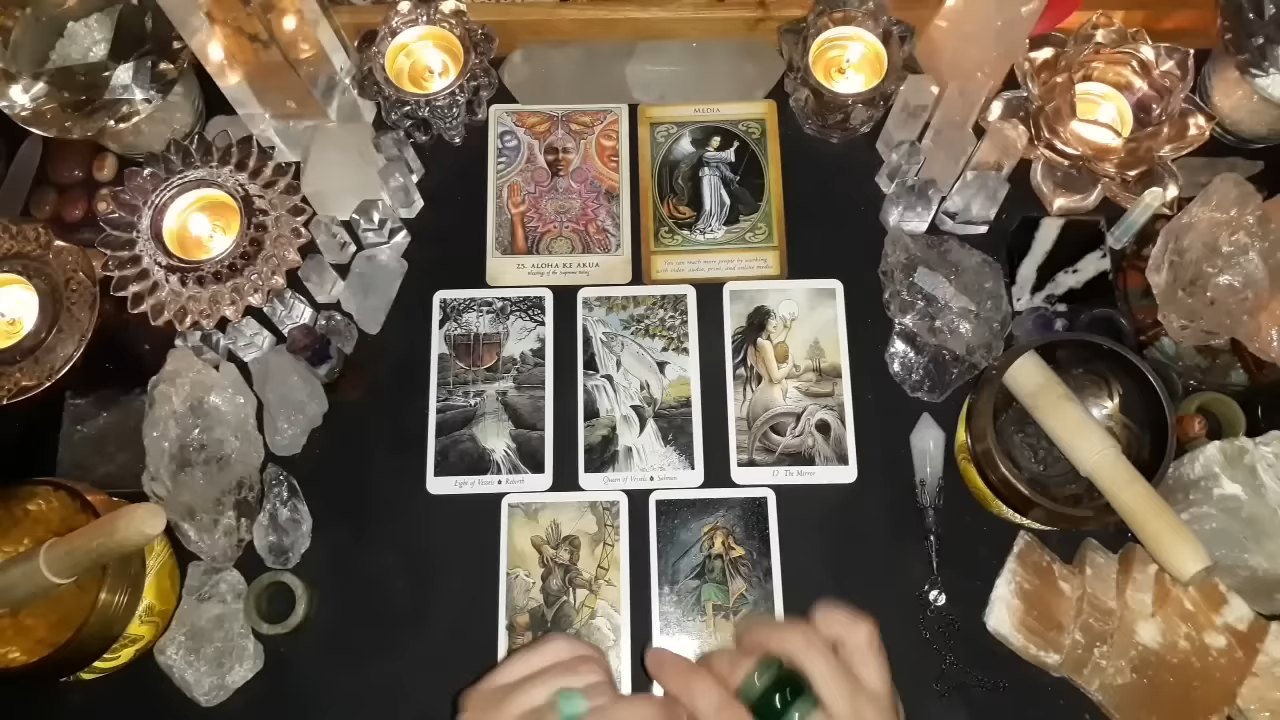 MEDIA
25. ALOHA KE AKUA
Blessings of the Supreme Being
You can reach more people by working
with video, audio, print, and online media
Eight of Vessels Rebirth
Queen of Vessels Salmon
12 The Mirror